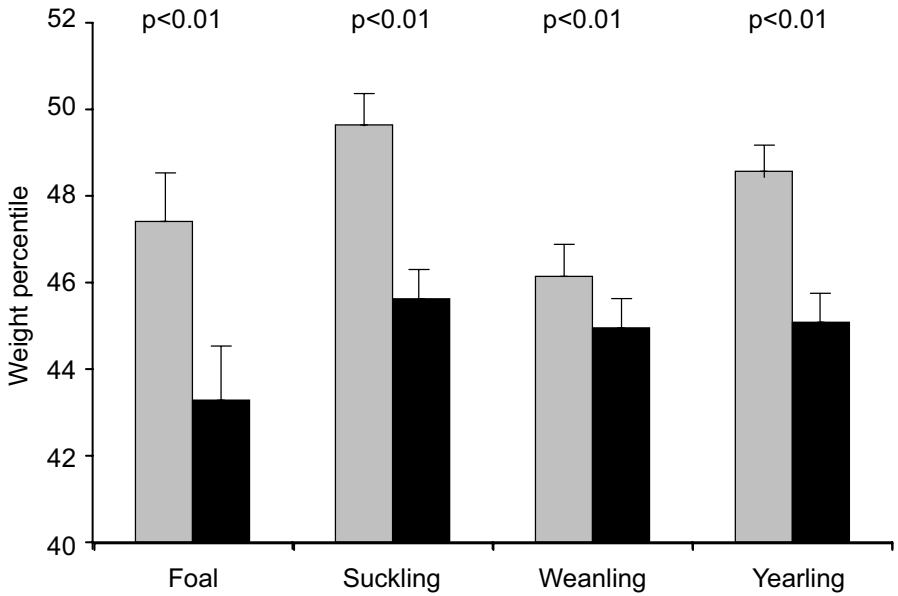 p<0.01 p<0.01 p<0.01 p<0.01
Weight percentile
52
50
48
46
44
42
40
Foal Suckling Weanling Yearling